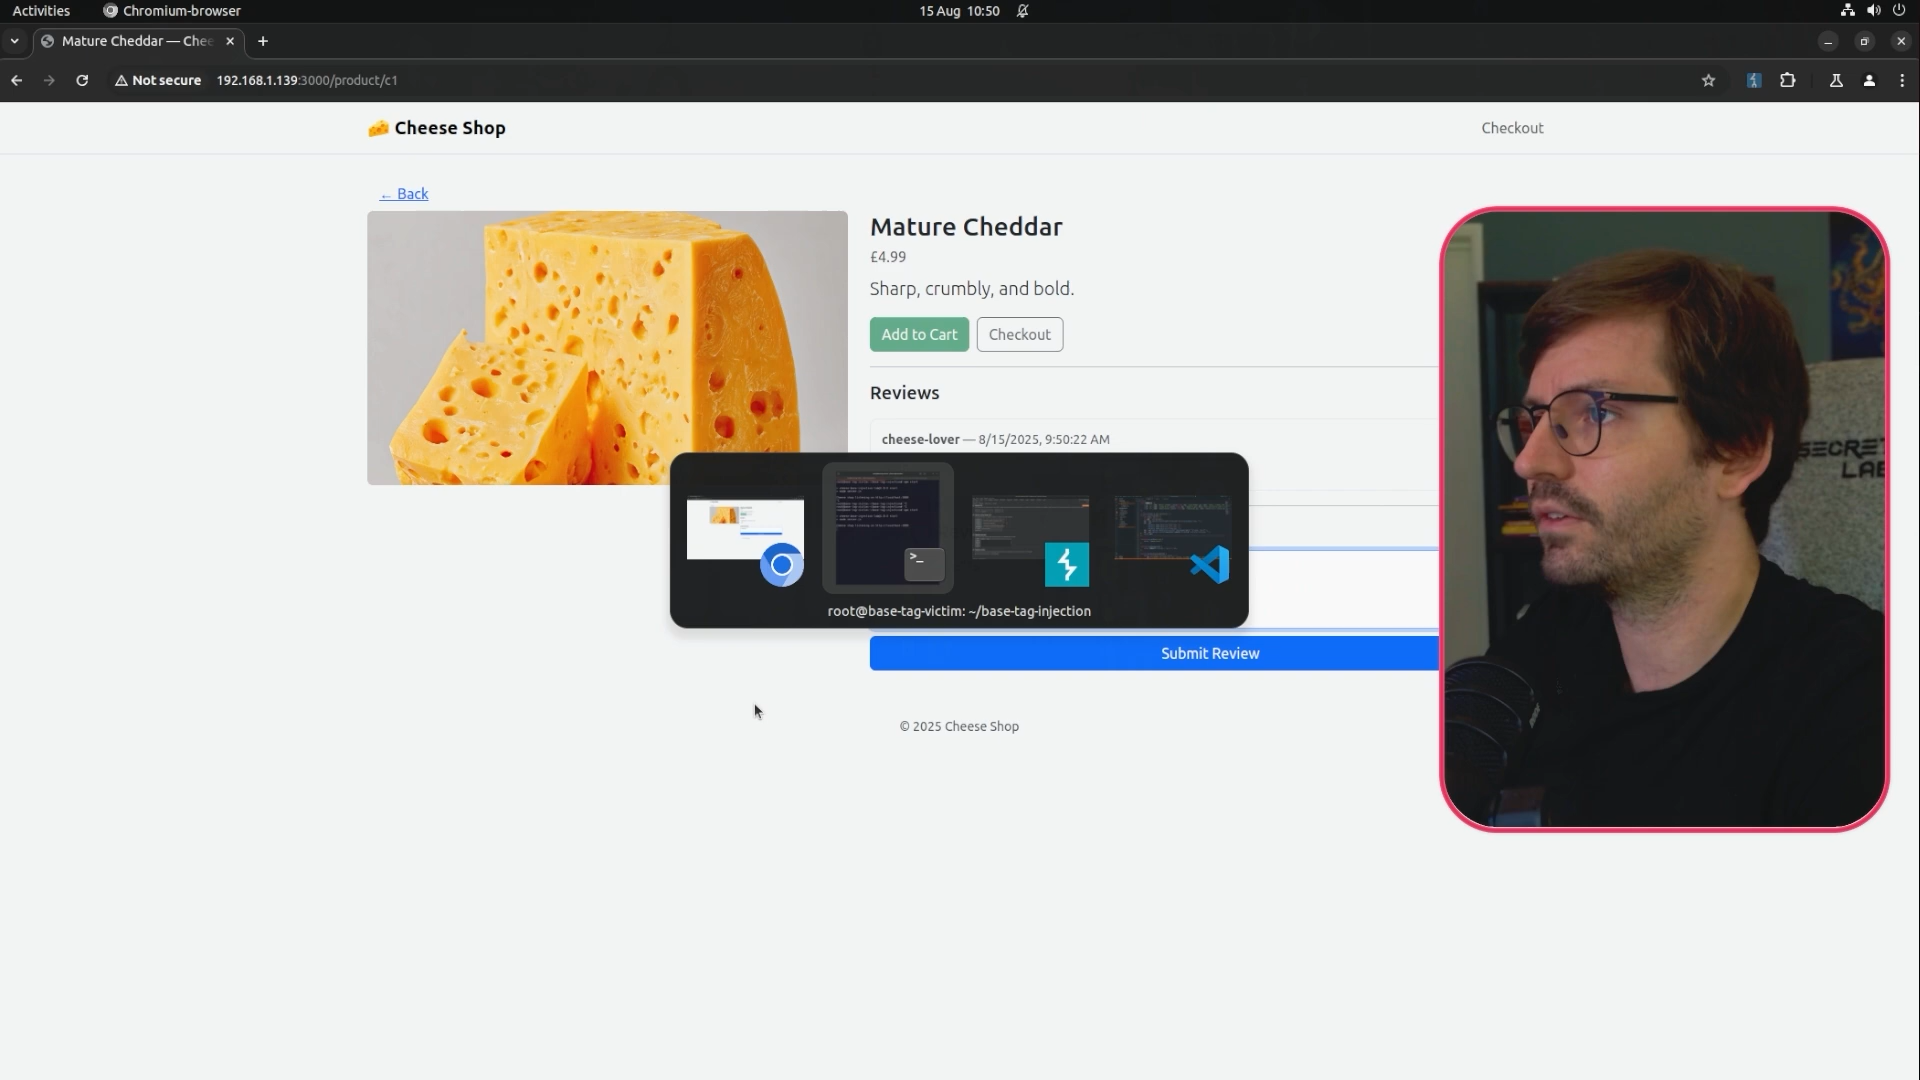 Activities
Chromium-browser
15 Aug 10:50
Mature Cheddar — Chee
Not secure
192.168.1.139:3000/product/c1
🧀 Cheese Shop
Checkout
← Back
Mature Cheddar
£4.99
Sharp, crumbly, and bold.
Add to Cart
Checkout
Reviews
cheese-lover — 8/15/2025, 9:50:22 AM
root@base-tag-victim: ~/base-tag-injection
Submit Review
© 2025 Cheese Shop
SECRET
LAB